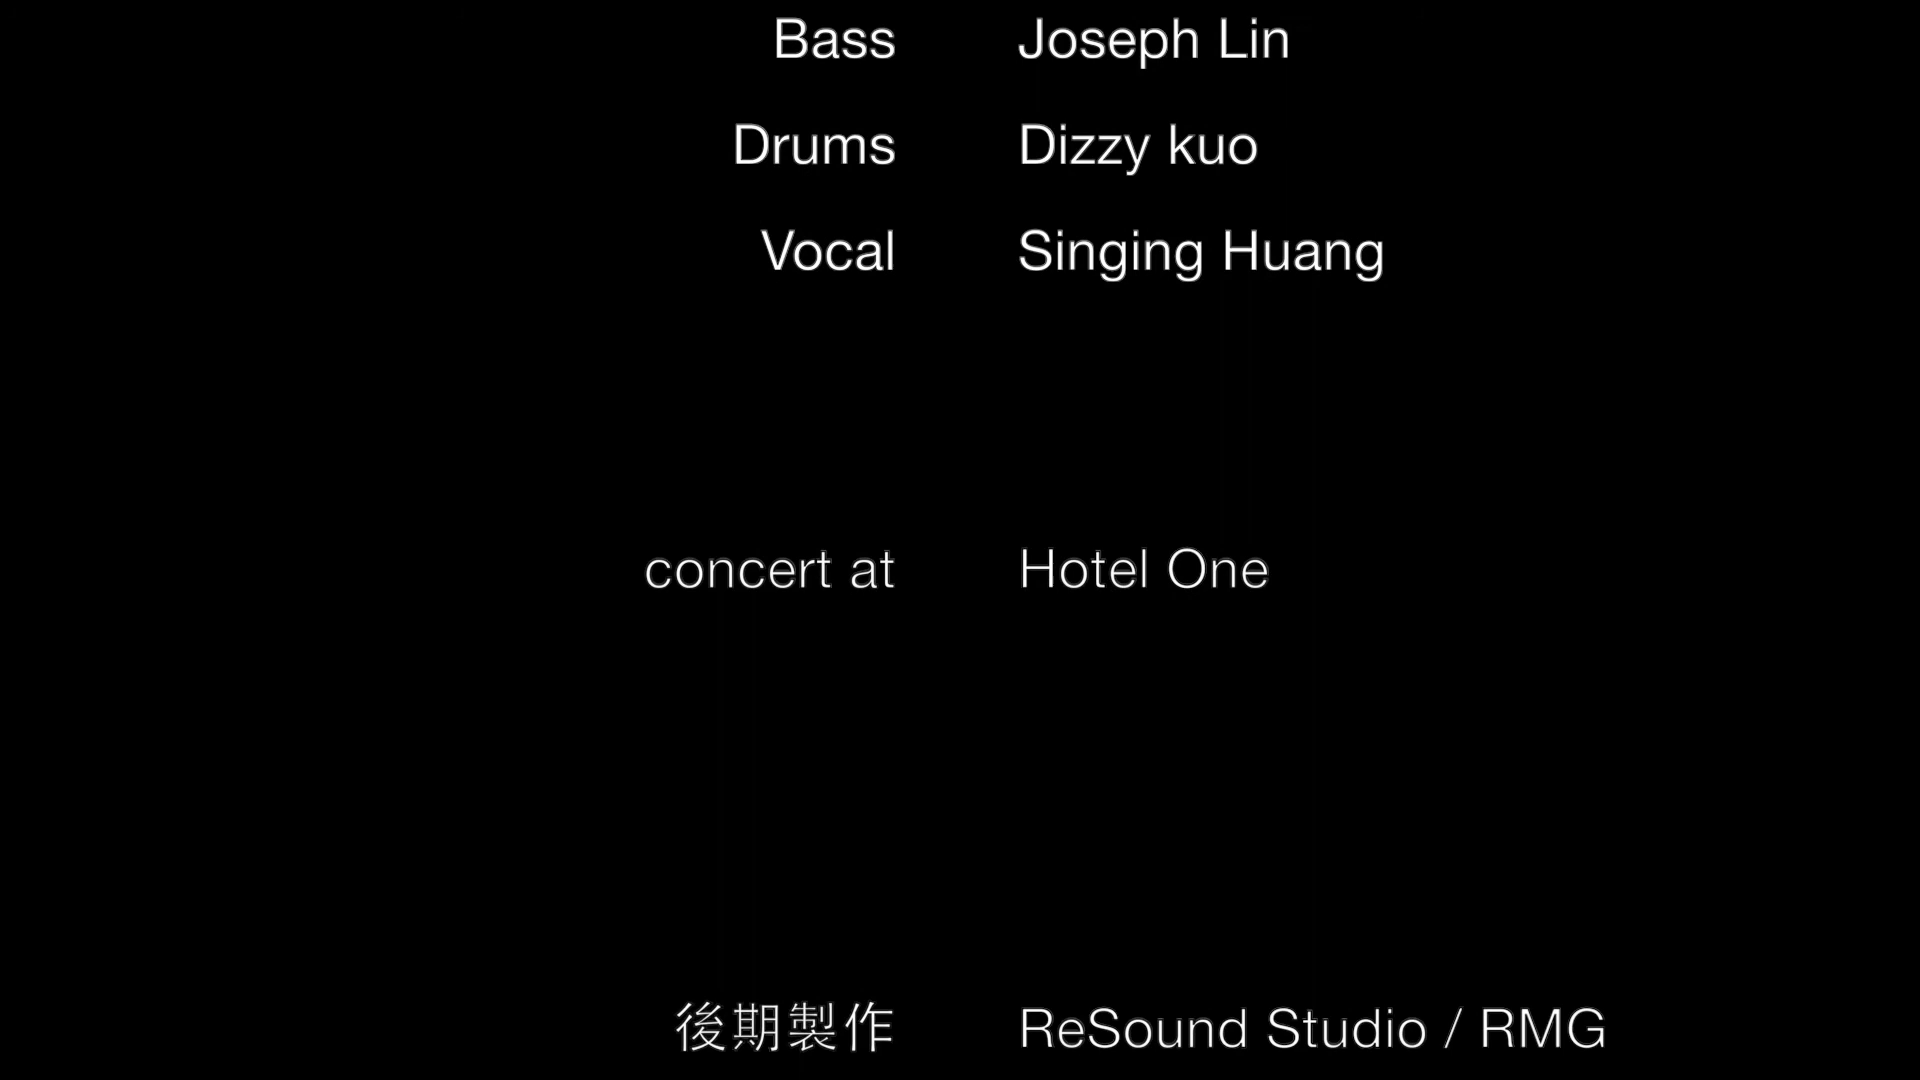 Bass Joseph Lin
Drums Dizzy kuo
Vocal Singing Huang
concert at Hotel One
後期製作 ReSound Studio / RMG